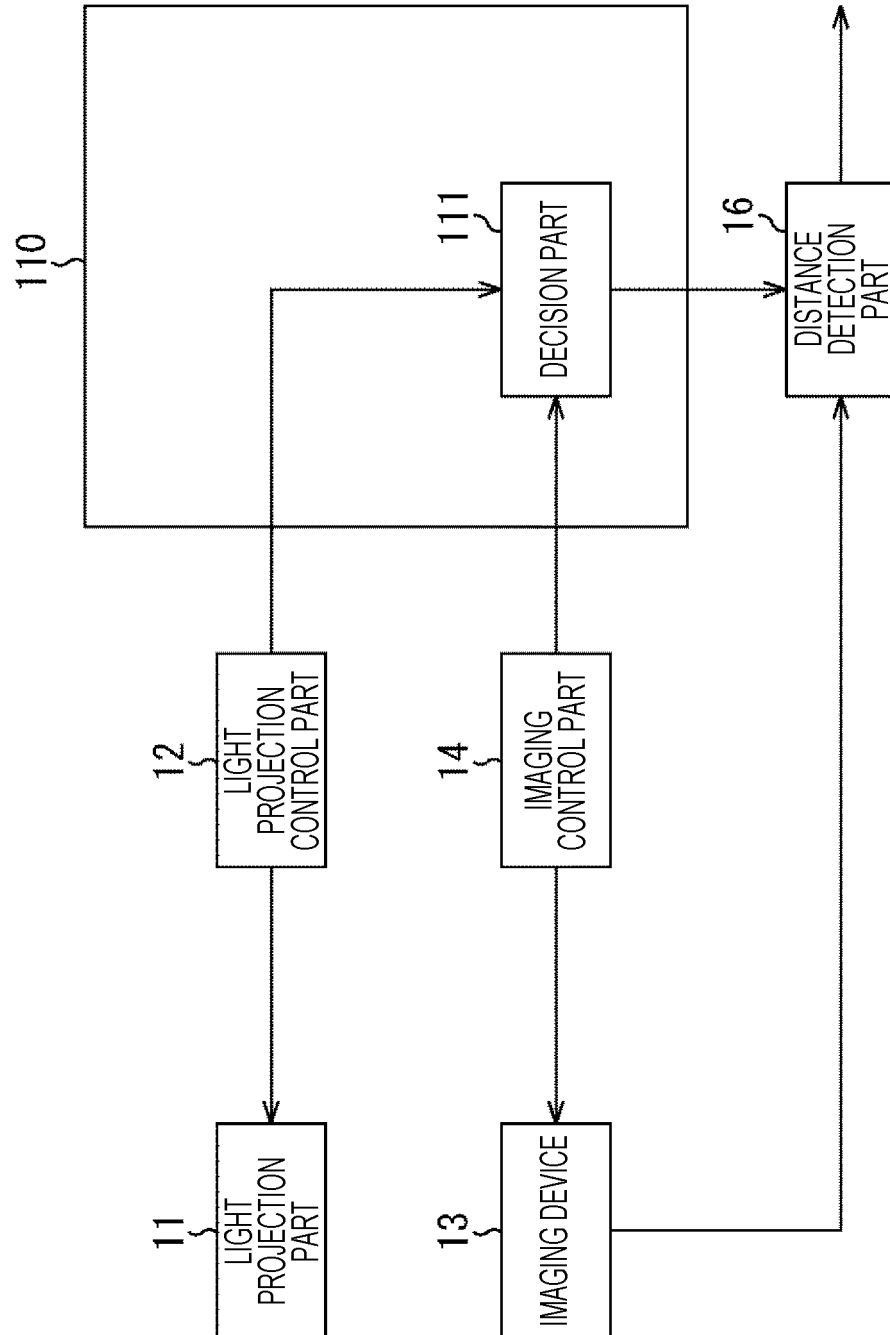 110
11
LIGHT
PROJECTION
PART
12
LIGHT
PROJECTION
CONTROL PART
13
IMAGING DEVICE
14
IMAGING
CONTROL PART
111
DECISION PART
16
DISTANCE
DETECTION
PART